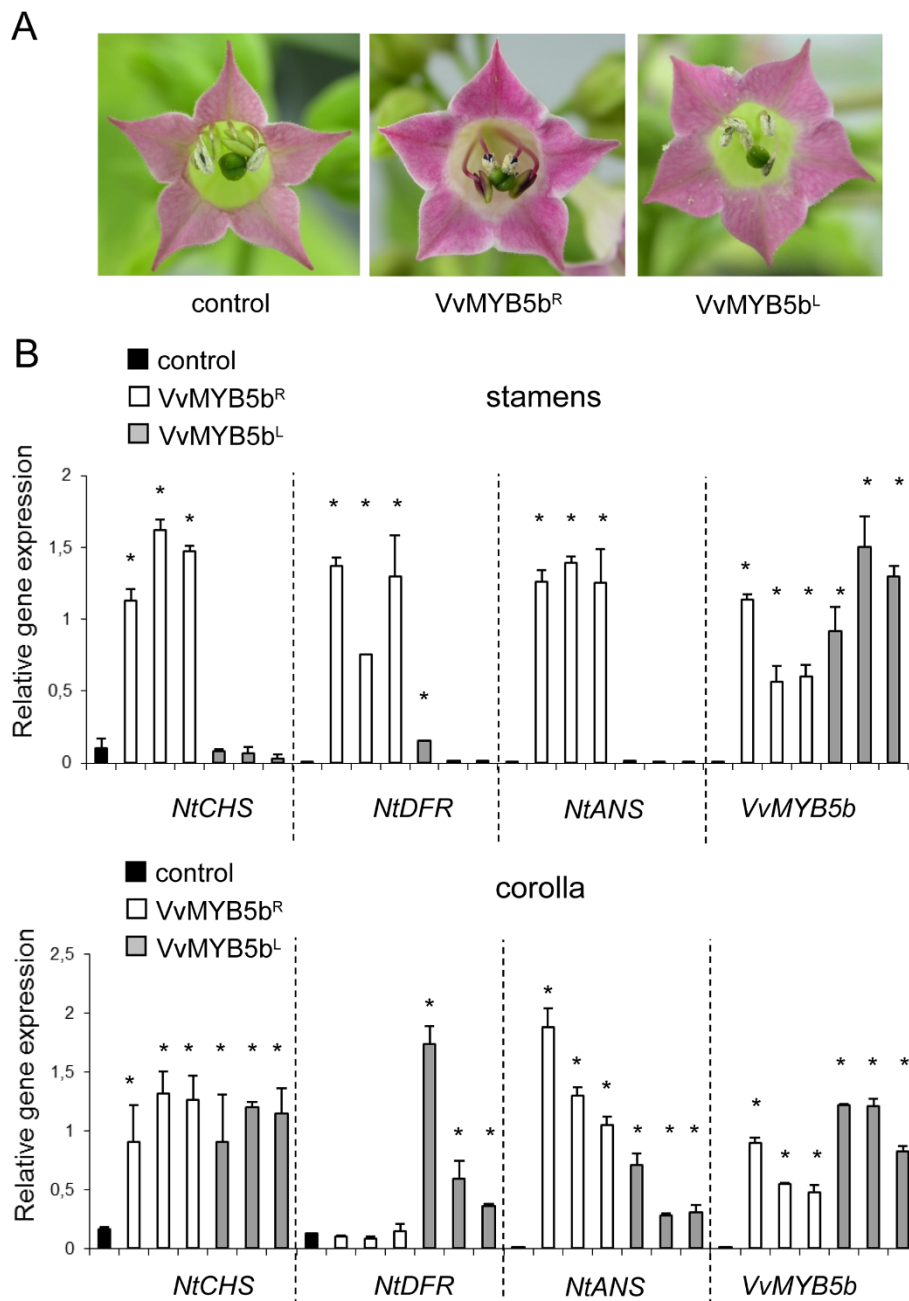 A
control VvMYB5bᴿ VvMYB5bᴸ
B
control
VvMYB5bᴿ
VvMYB5bᴸ
stamens
Relative gene expression
2
1,5
1
0,5
0
* * * * * * * * * * * * * * * *
NtCHS NtDFR NtANS VvMYB5b
control
VvMYB5bᴿ
VvMYB5bᴸ
corolla
Relative gene expression
2,5
2
1,5
1
0,5
0
* * * * * * * * * * * * * * * * * * * * *
NtCHS NtDFR NtANS VvMYB5b